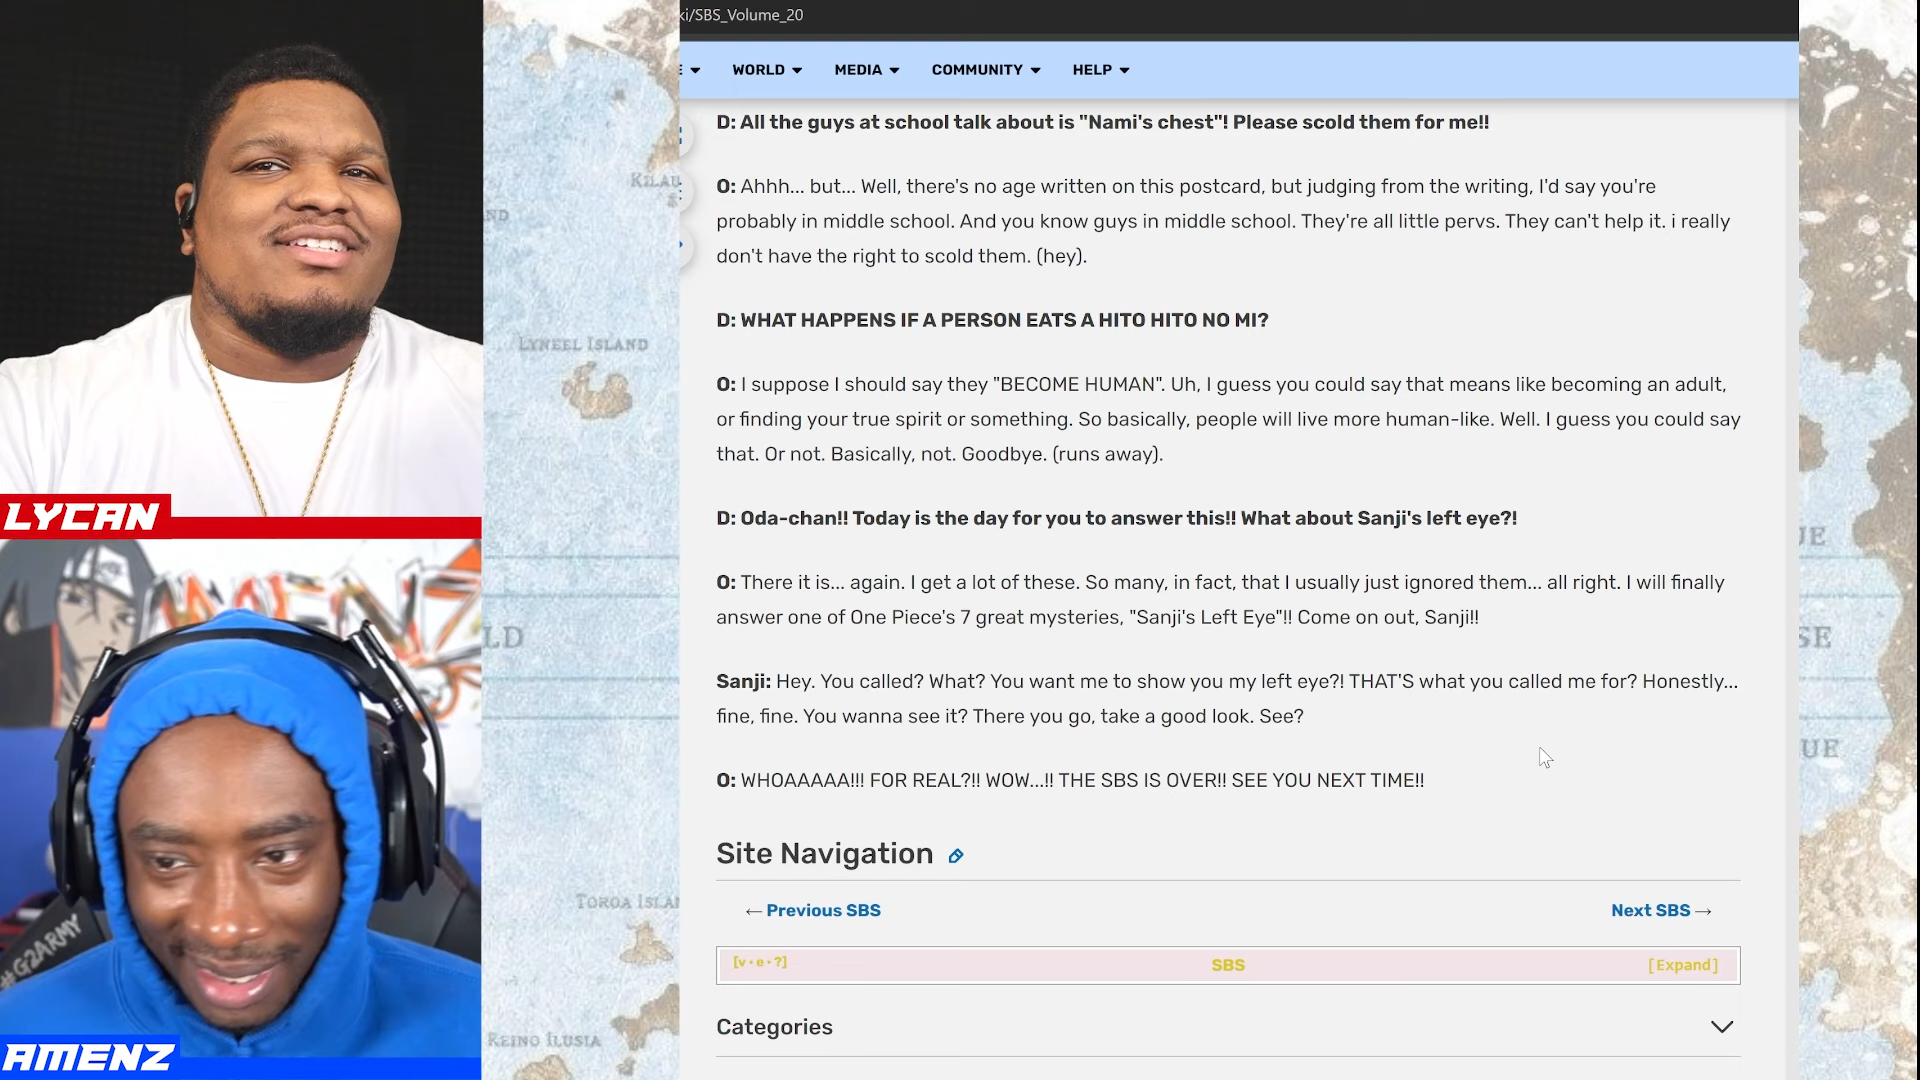 ki/SBS_Volume_20
WORLD
MEDIA
COMMUNITY
HELP
D: All the guys at school talk about is "Nami's chest"! Please scold them for me!!
O: Ahhh... but... Well, there's no age written on this postcard, but judging from the writing, I'd say you're
probably in middle school. And you know guys in middle school. They're all little pervs. They can't help it. i really
don't have the right to scold them. (hey).
D: WHAT HAPPENS IF A PERSON EATS A HITO HITO NO MI?
O: I suppose I should say they "BECOME HUMAN". Uh, I guess you could say that means like becoming an adult,
or finding your true spirit or something. So basically, people will live more human-like. Well. I guess you could say
that. Or not. Basically, not. Goodbye. (runs away).
D: Oda-chan!! Today is the day for you to answer this!! What about Sanji's left eye?!
O: There it is... again. I get a lot of these. So many, in fact, that I usually just ignored them... all right. I will finally
answer one of One Piece's 7 great mysteries, "Sanji's Left Eye"!! Come on out, Sanji!!
Sanji: Hey. You called? What? You want me to show you my left eye?! THAT'S what you called me for? Honestly...
fine, fine. You wanna see it? There you go, take a good look. See?
O: WHOAAAAA!!! FOR REAL?!! WOW...!! THE SBS IS OVER!! SEE YOU NEXT TIME!!
Site Navigation
← Previous SBS
Next SBS →
[v • e • ?]
SBS
[Expand]
Categories
LYCAN
AMENZ
#G2ARMY
KILAU
ND
LYNEEL ISLAND
LD
TOROA ISLA
REINO ILUSIA
UE
SE
UE